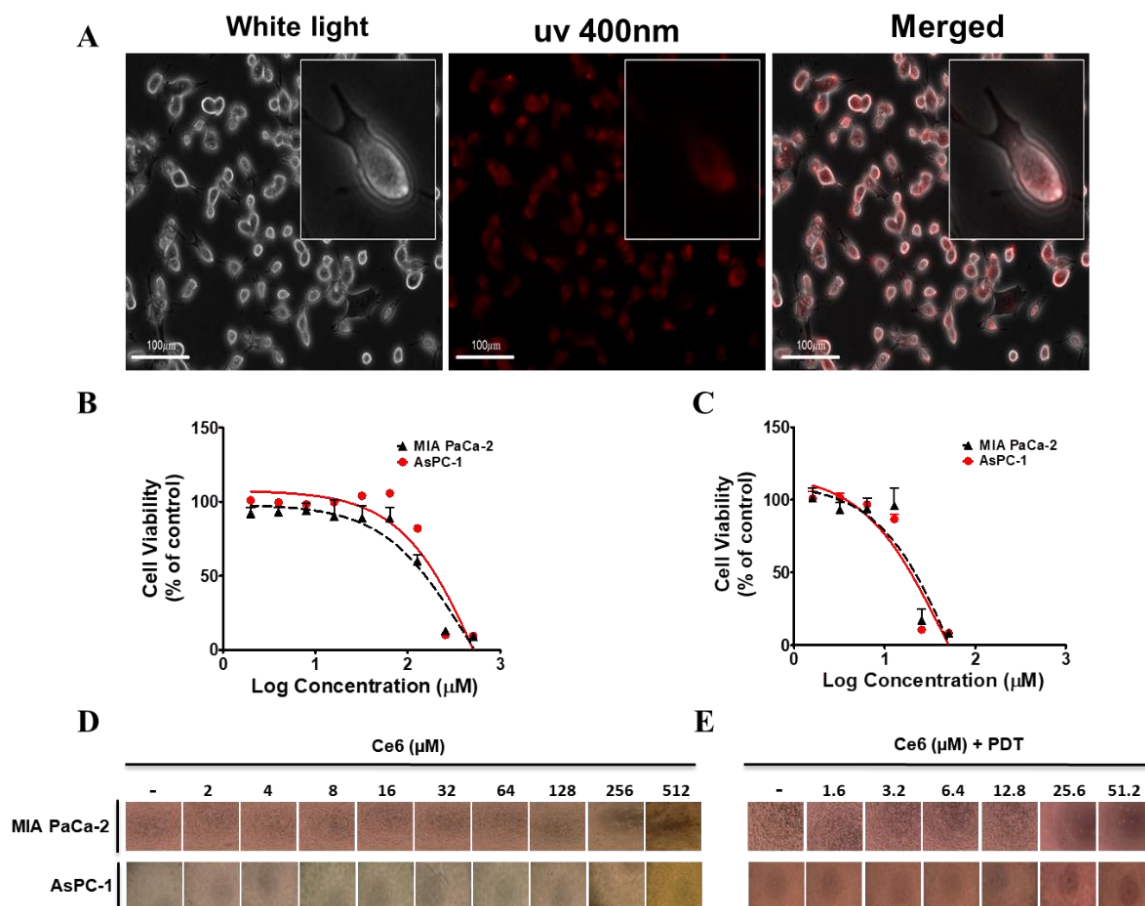 A
White light
uv 400nm
Merged
100µm
100µm
100µm
B
150
100
50
0
0
1
2
3
Cell Viability
(% of control)
Log Concentration (µM)
MIA PaCa-2
AsPC-1
C
150
100
50
0
0
1
2
3
Cell Viability
(% of control)
Log Concentration (µM)
MIA PaCa-2
AsPC-1
D
Ce6 (µM)
- 2 4 8 16 32 64 128 256 512
MIA PaCa-2
AsPC-1
E
Ce6 (µM) + PDT
- 1.6 3.2 6.4 12.8 25.6 51.2